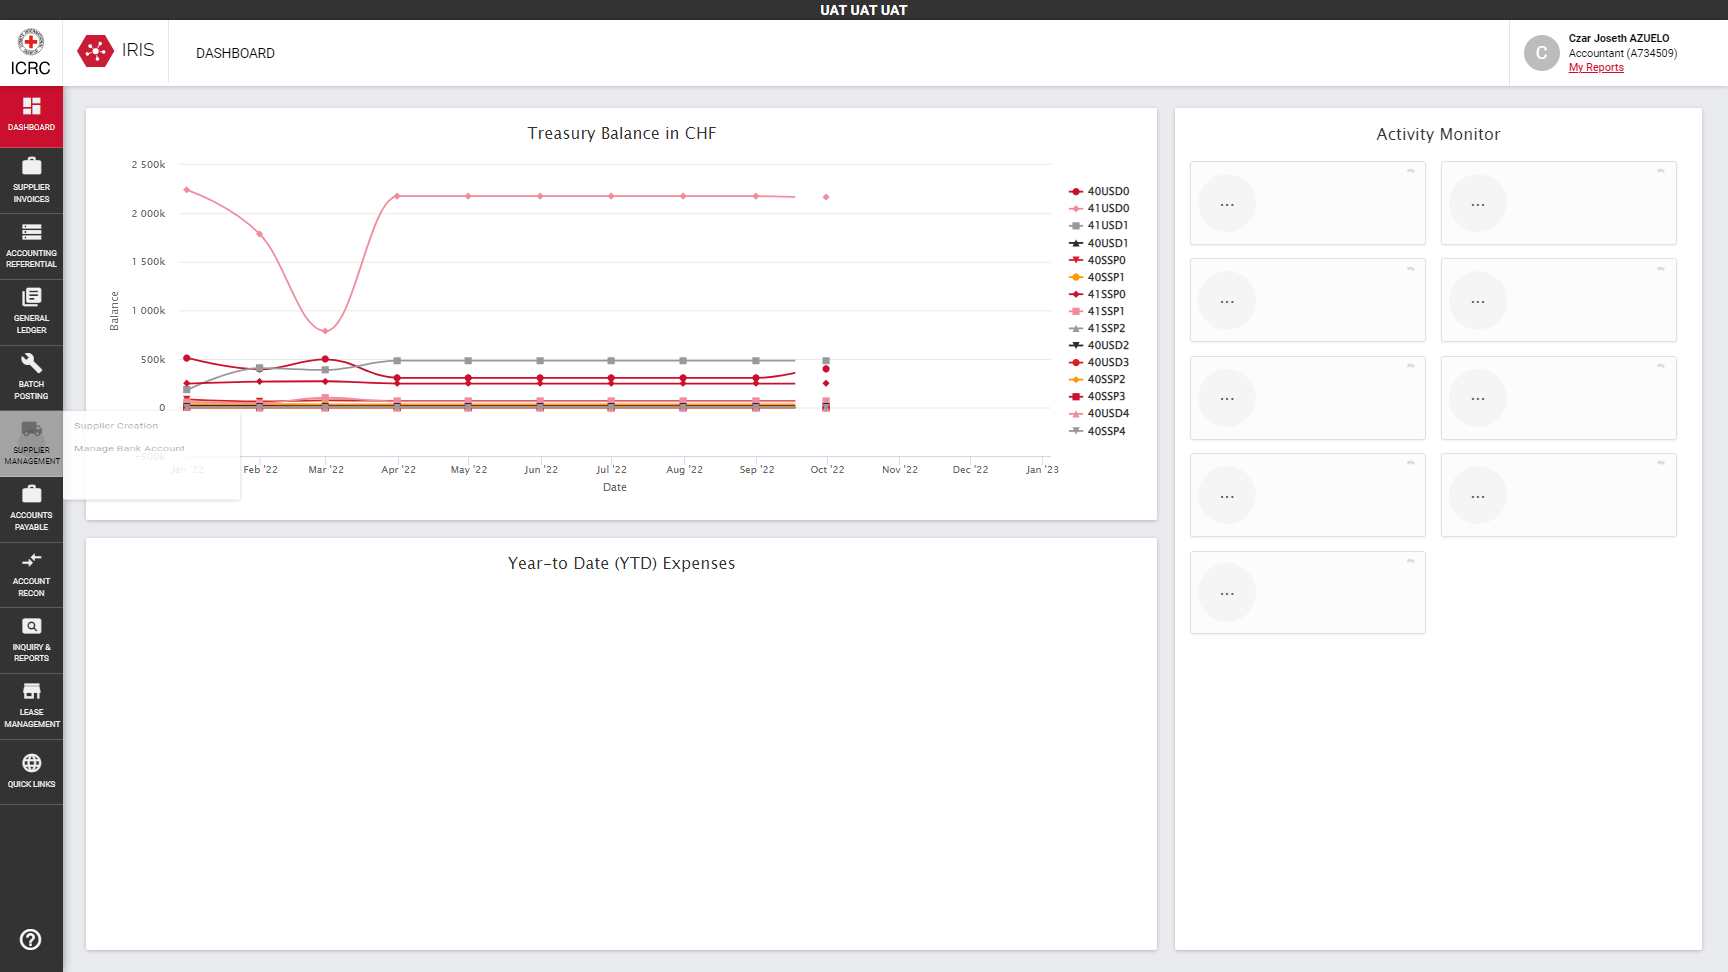 UAT UAT UAT
ICRC
IRIS
DASHBOARD
C
Czar Joseth AZUELO
Accountant (A734509)
My Reports
DASHBOARD
SUPPLIER
INVOICES
ACCOUNTING
REFERENTIAL
GENERAL
LEDGER
BATCH
POSTING
SUPPLIER
MANAGEMENT
ACCOUNTS
PAYABLE
ACCOUNT
RECON
INQUIRY &
REPORTS
LEASE
MANAGEMENT
QUICK LINKS
Supplier Creation
Manage Bank Account
Treasury Balance in CHF
2 500k
2 000k
1 500k
1 000k
500k
0
-500k
Balance
Jan '22
Feb '22
Mar '22
Apr '22
May '22
Jun '22
Jul '22
Aug '22
Sep '22
Oct '22
Nov '22
Dec '22
Jan '23
Date
40USD0
41USD0
41USD1
40USD1
40SSP0
40SSP1
41SSP0
41SSP1
41SSP2
40USD2
40USD3
40SSP2
40SSP3
40USD4
40SSP4
Year-to Date (YTD) Expenses
Activity Monitor
...
...
...
...
...
...
...
...
...